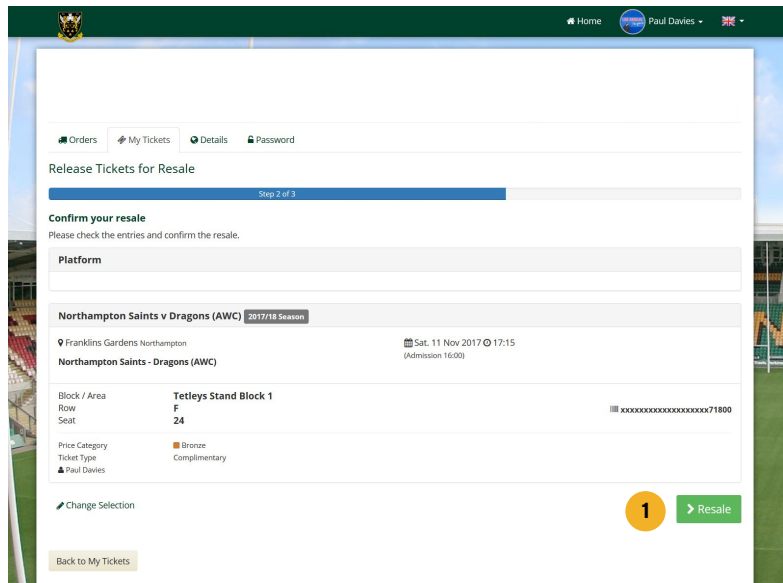 Home
Paul Davies
Orders
My Tickets
Details
Password
Release Tickets for Resale
Step 2 of 3
Confirm your resale
Please check the entries and confirm the resale.
Platform
Northampton Saints v Dragons (AWC) 2017/18 Season
Franklins Gardens Northampton
Sat. 11 Nov 2017 17:15
(Admission 16:00)
Northampton Saints - Dragons (AWC)
Block / Area Tetleys Stand Block 1
Row F
Seat 24
xxxxxxxxxxxxxxxxxxx71800
Price Category Bronze
Ticket Type Complimentary
Paul Davies
Change Selection
1
Resale
Back to My Tickets